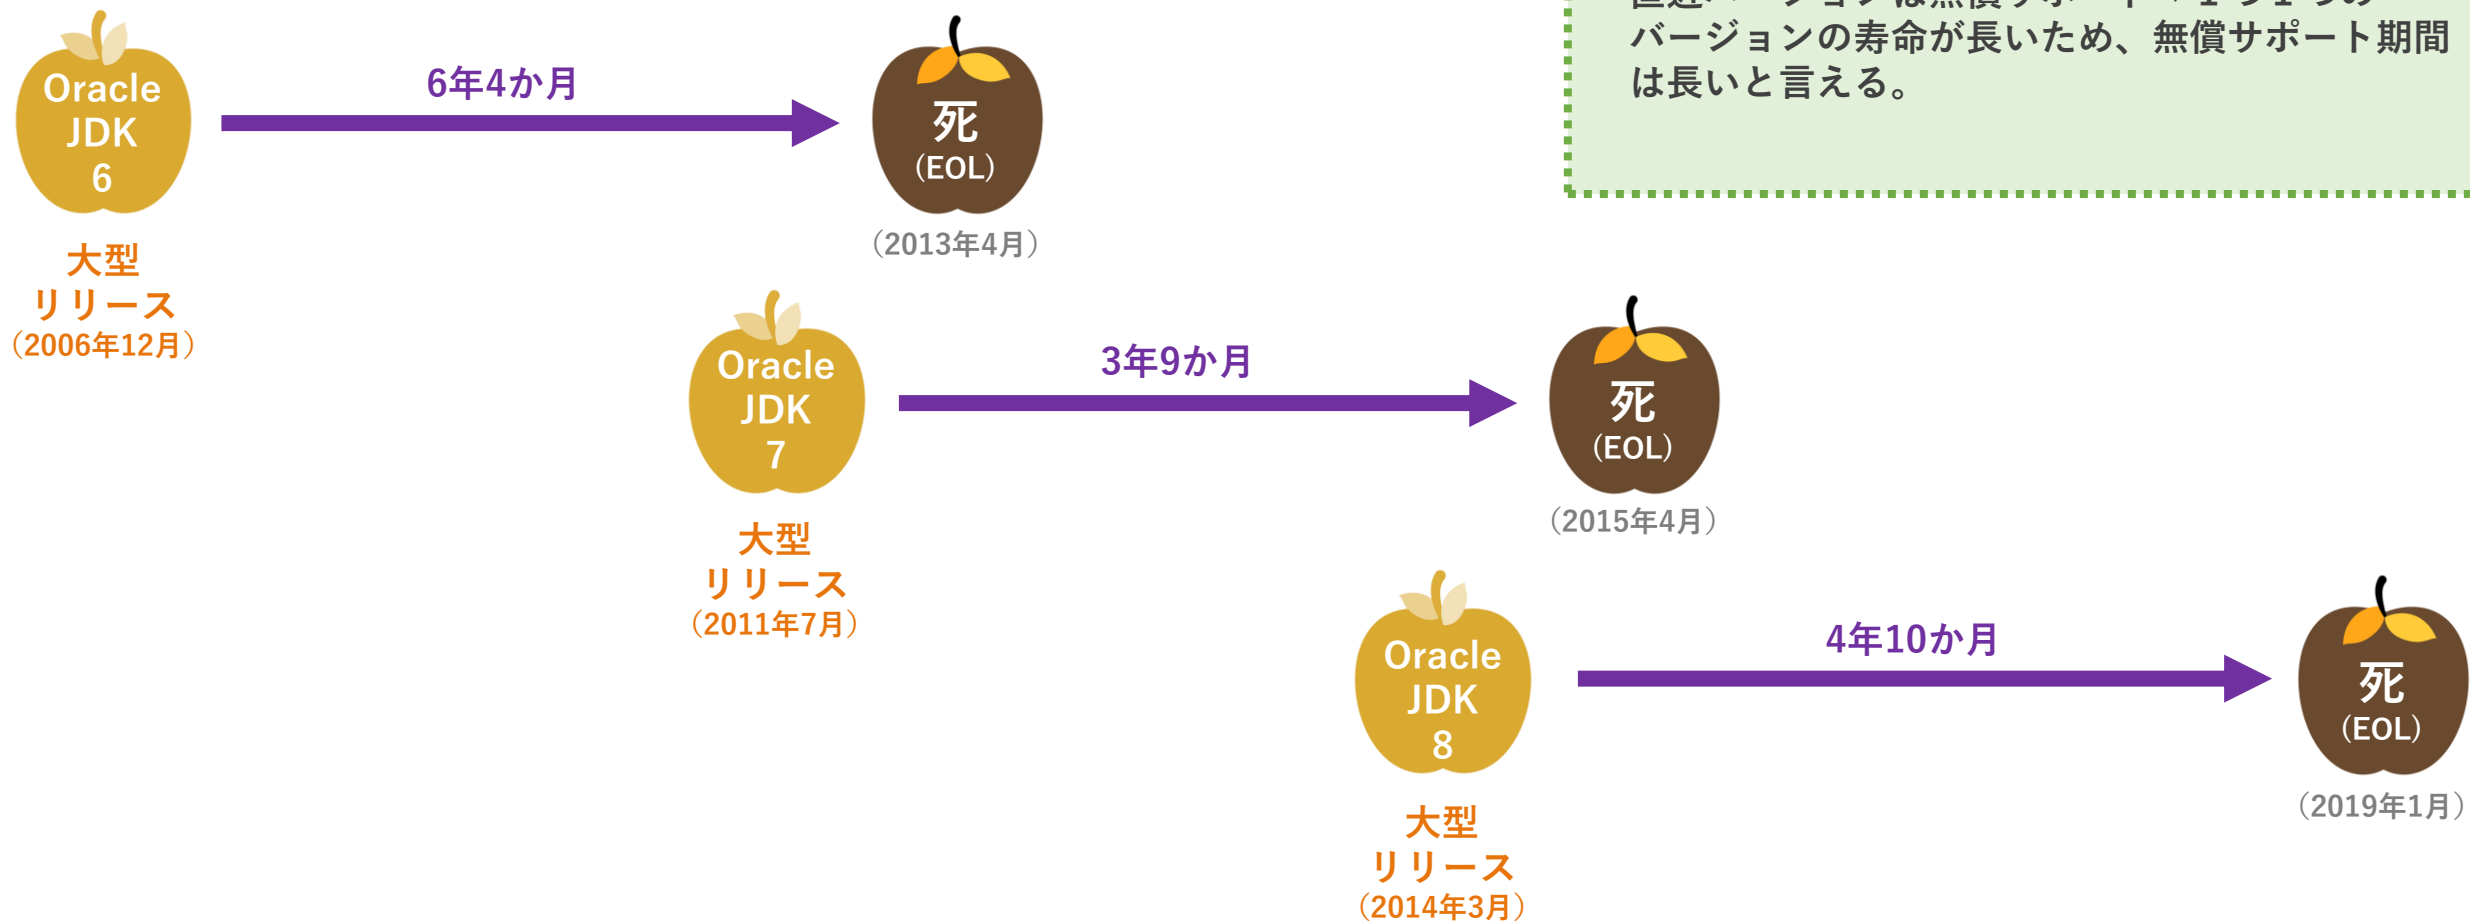 バージョンの寿命が長いため、無償サポート期間
は長いと言える。
Oracle
JDK
6
6年4か月
死
(EOL)
（2013年4月）
大型
リリース
（2006年12月）
Oracle
JDK
7
3年9か月
死
(EOL)
（2015年4月）
大型
リリース
（2011年7月）
Oracle
JDK
8
4年10か月
死
(EOL)
（2019年1月）
大型
リリース
（2014年3月）